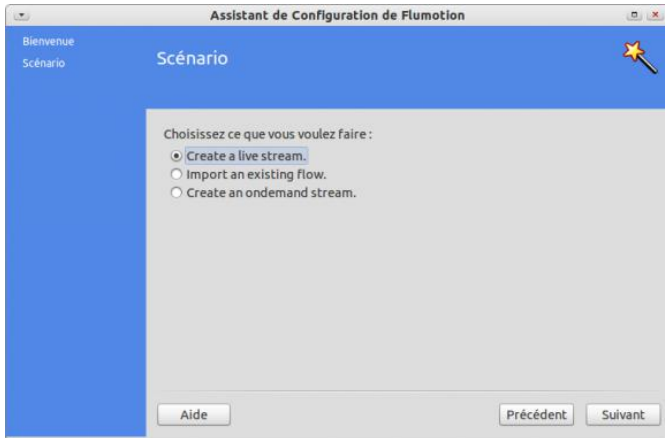 Assistant de Configuration de Flumotion
Bienvenue
Scénario
Scénario
Choisissez ce que vous voulez faire :
Create a live stream.
Import an existing flow.
Create an ondemand stream.
Aide
Précédent
Suivant